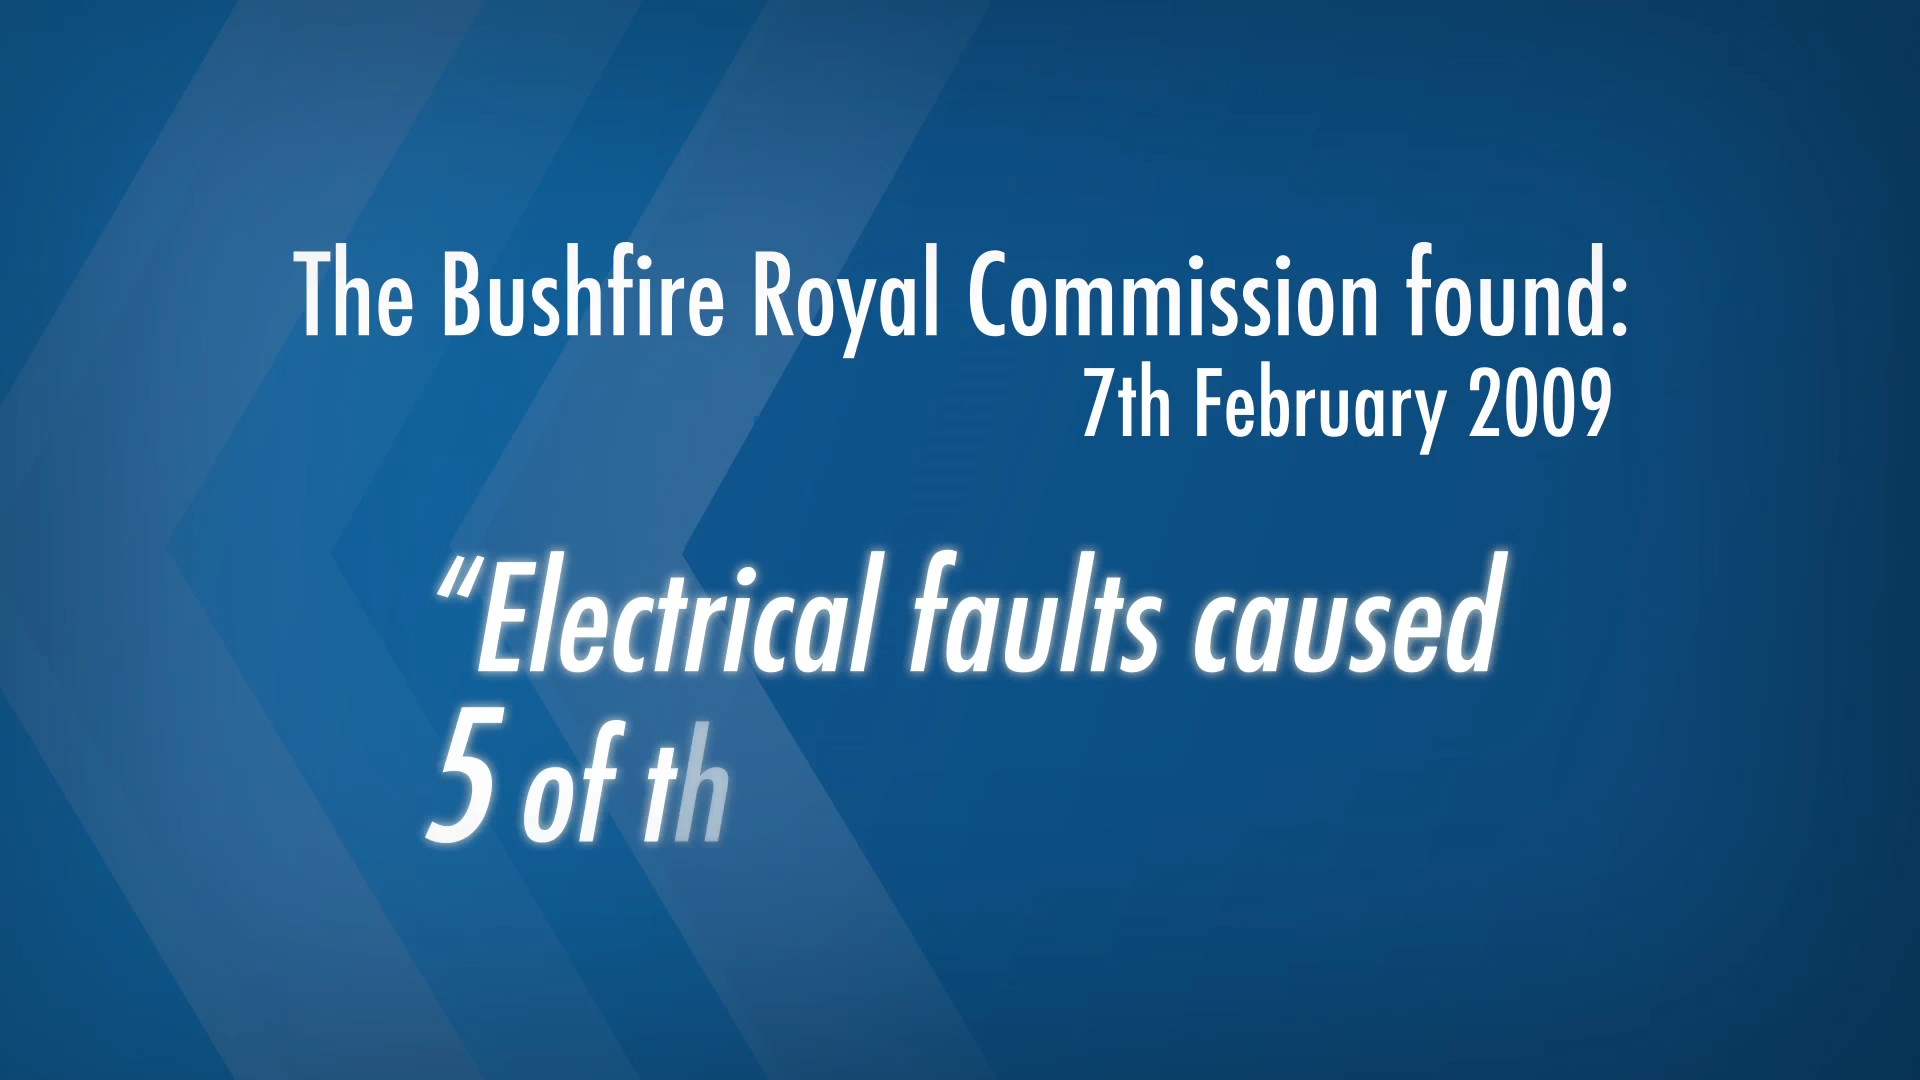 The Bushfire Royal Commission found:
7th February 2009
“Electrical faults caused
5 of th